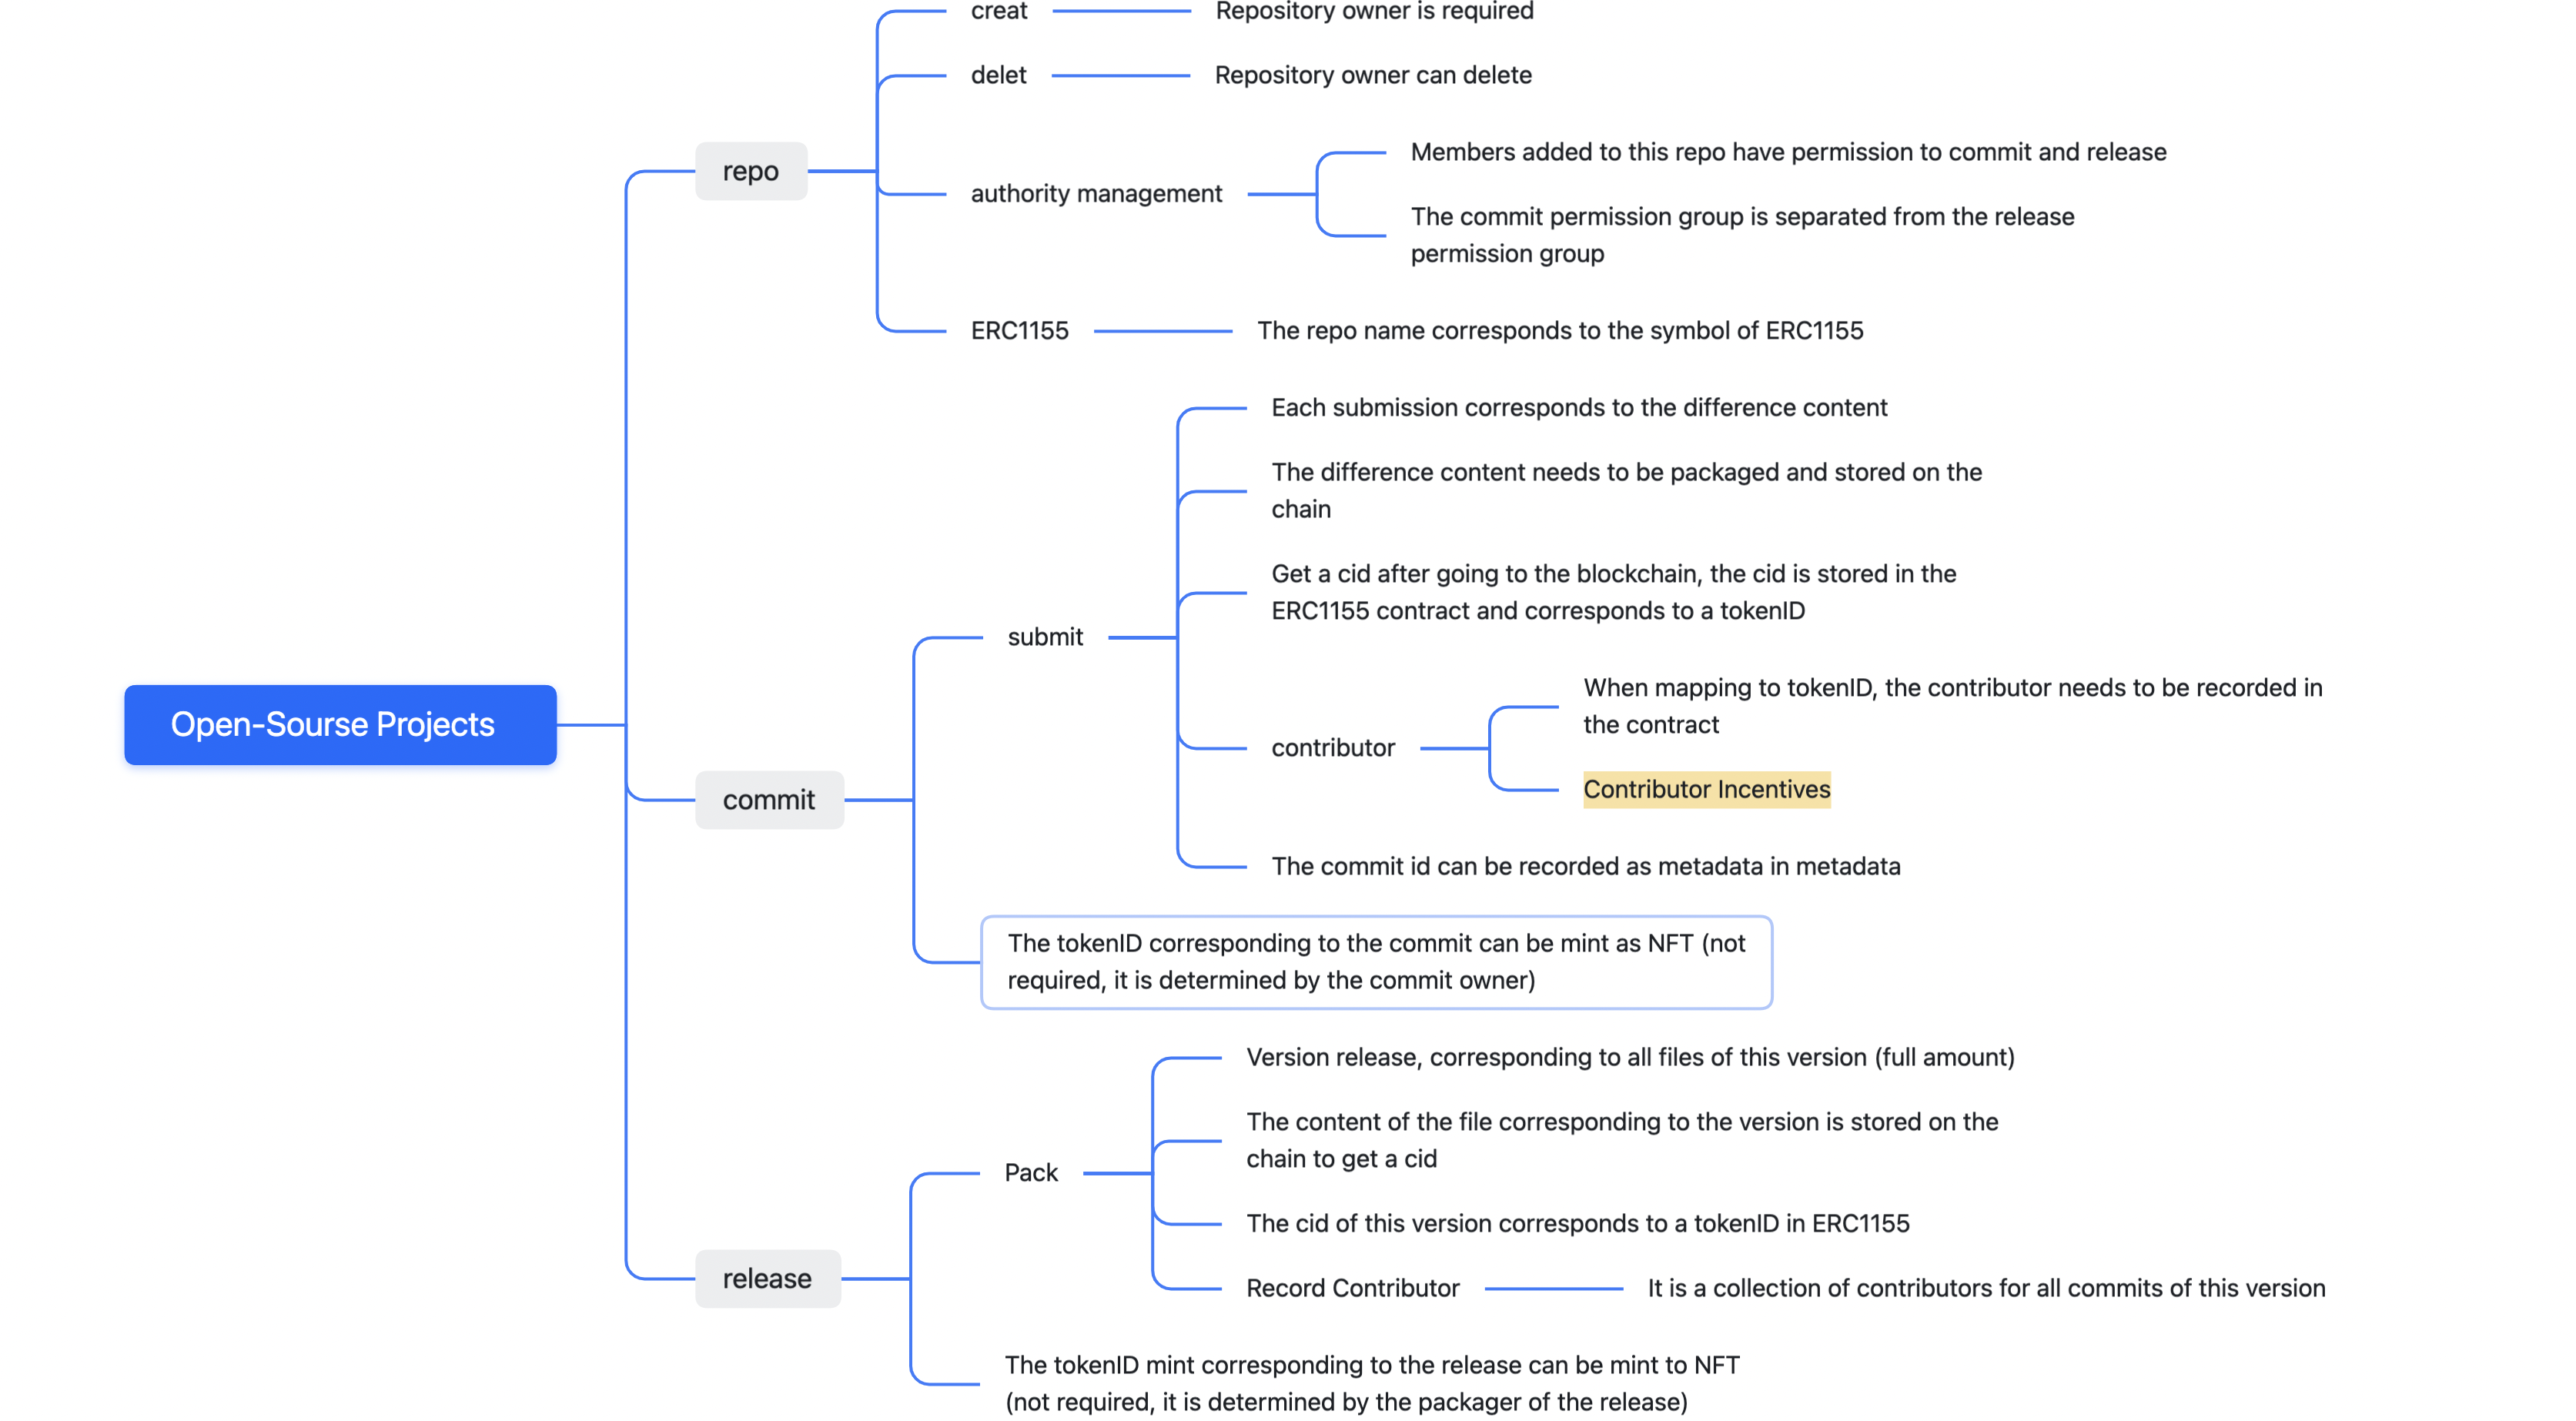 creat
Repository owner is required
delet
Repository owner can delete
repo
authority management
Members added to this repo have permission to commit and release
The commit permission group is separated from the release
permission group
ERC1155
The repo name corresponds to the symbol of ERC1155
Each submission corresponds to the difference content
The difference content needs to be packaged and stored on the
chain
Get a cid after going to the blockchain, the cid is stored in the
ERC1155 contract and corresponds to a tokenID
submit
When mapping to tokenID, the contributor needs to be recorded in
the contract
contributor
Contributor Incentives
The commit id can be recorded as metadata in metadata
Open-Sourse Projects
commit
The tokenID corresponding to the commit can be mint as NFT (not
required, it is determined by the commit owner)
Version release, corresponding to all files of this version (full amount)
The content of the file corresponding to the version is stored on the
chain to get a cid
Pack
The cid of this version corresponds to a tokenID in ERC1155
Record Contributor
It is a collection of contributors for all commits of this version
release
The tokenID mint corresponding to the release can be mint to NFT
(not required, it is determined by the packager of the release)